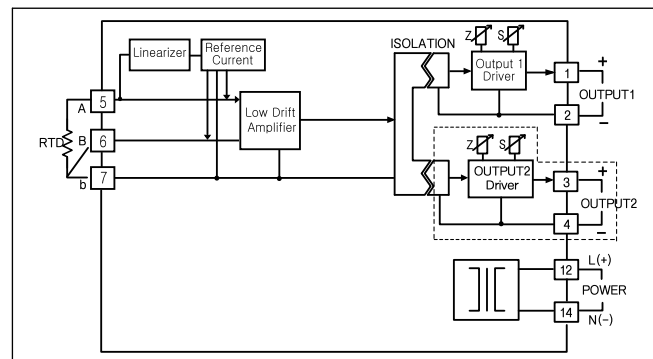 ISOLATION
Z S
Linearizer
Reference
Current
Output 1
Driver
1
+
OUTPUT1
2
−
A
5
RTD
B
6
b
7
Low Drift
Amplifier
Z S
OUTPUT2
Driver
3
+
OUTPUT2
4
−
12
L(+)
POWER
14
N(-)